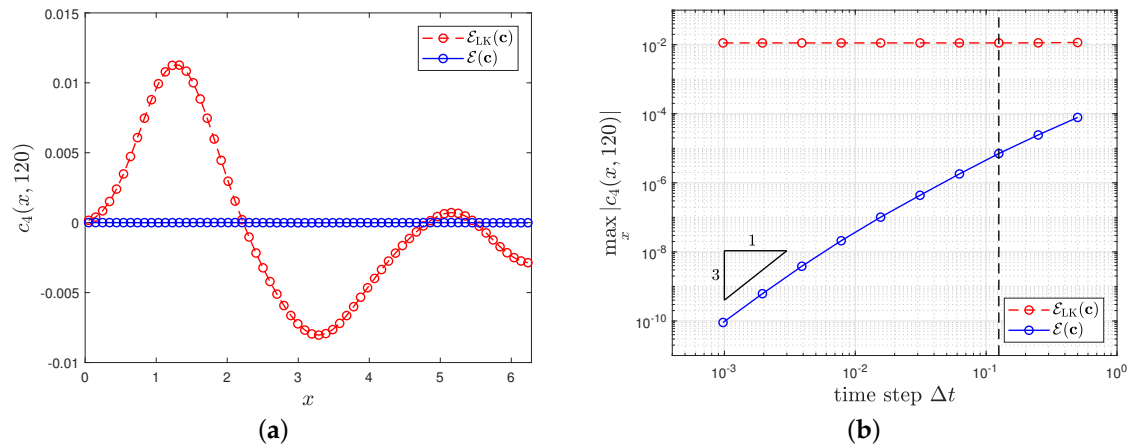 0.015
0.01
0.005
0
-0.005
-0.01
c₄(x, 120)
0 1 2 3 4 5 6
x
ℰ_LK(c)
ℰ(c)
(a)
10⁻²
10⁻⁴
10⁻⁶
10⁻⁸
10⁻¹⁰
max |c₄(x, 120)|
x
1
3
10⁻³ 10⁻² 10⁻¹ 10⁰
time step Δt
ℰ_LK(c)
ℰ(c)
(b)